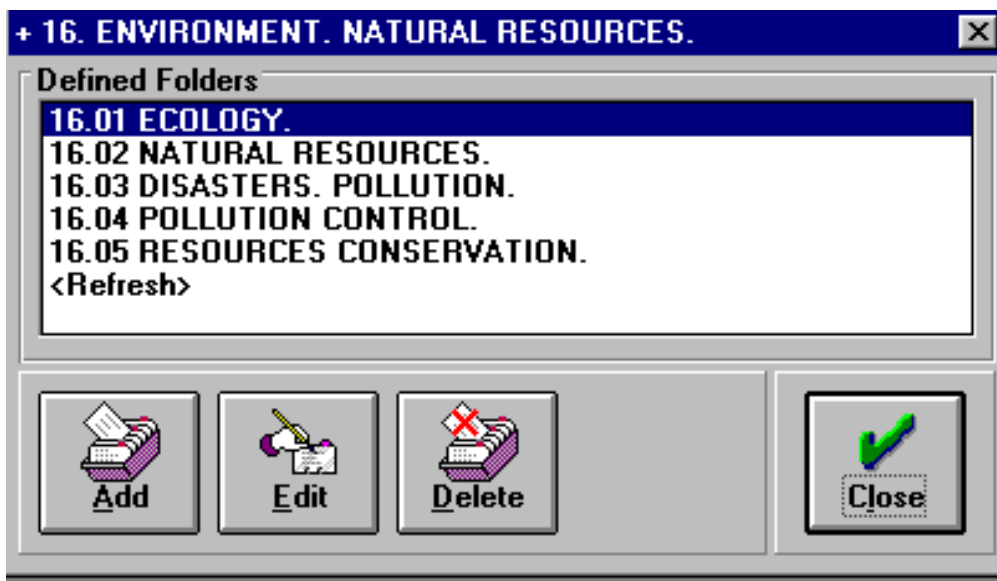 + 16. ENVIRONMENT. NATURAL RESOURCES.
Defined Folders
16.01 ECOLOGY.
16.02 NATURAL RESOURCES.
16.03 DISASTERS. POLLUTION.
16.04 POLLUTION CONTROL.
16.05 RESOURCES CONSERVATION.
<Refresh>
Add Edit Delete Close